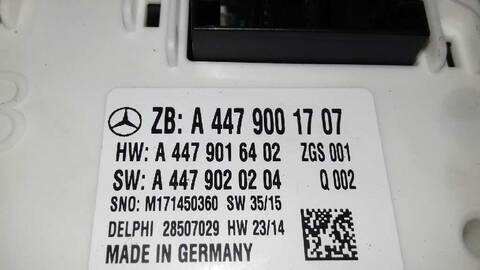 ZB: A 447 900 17 07
HW: A 447 901 64 02 ZGS 001
SW: A 447 902 02 04 Q 002
SNO: M171450360 SW 35/15
DELPHI 28507029 HW 23/14
MADE IN GERMANY